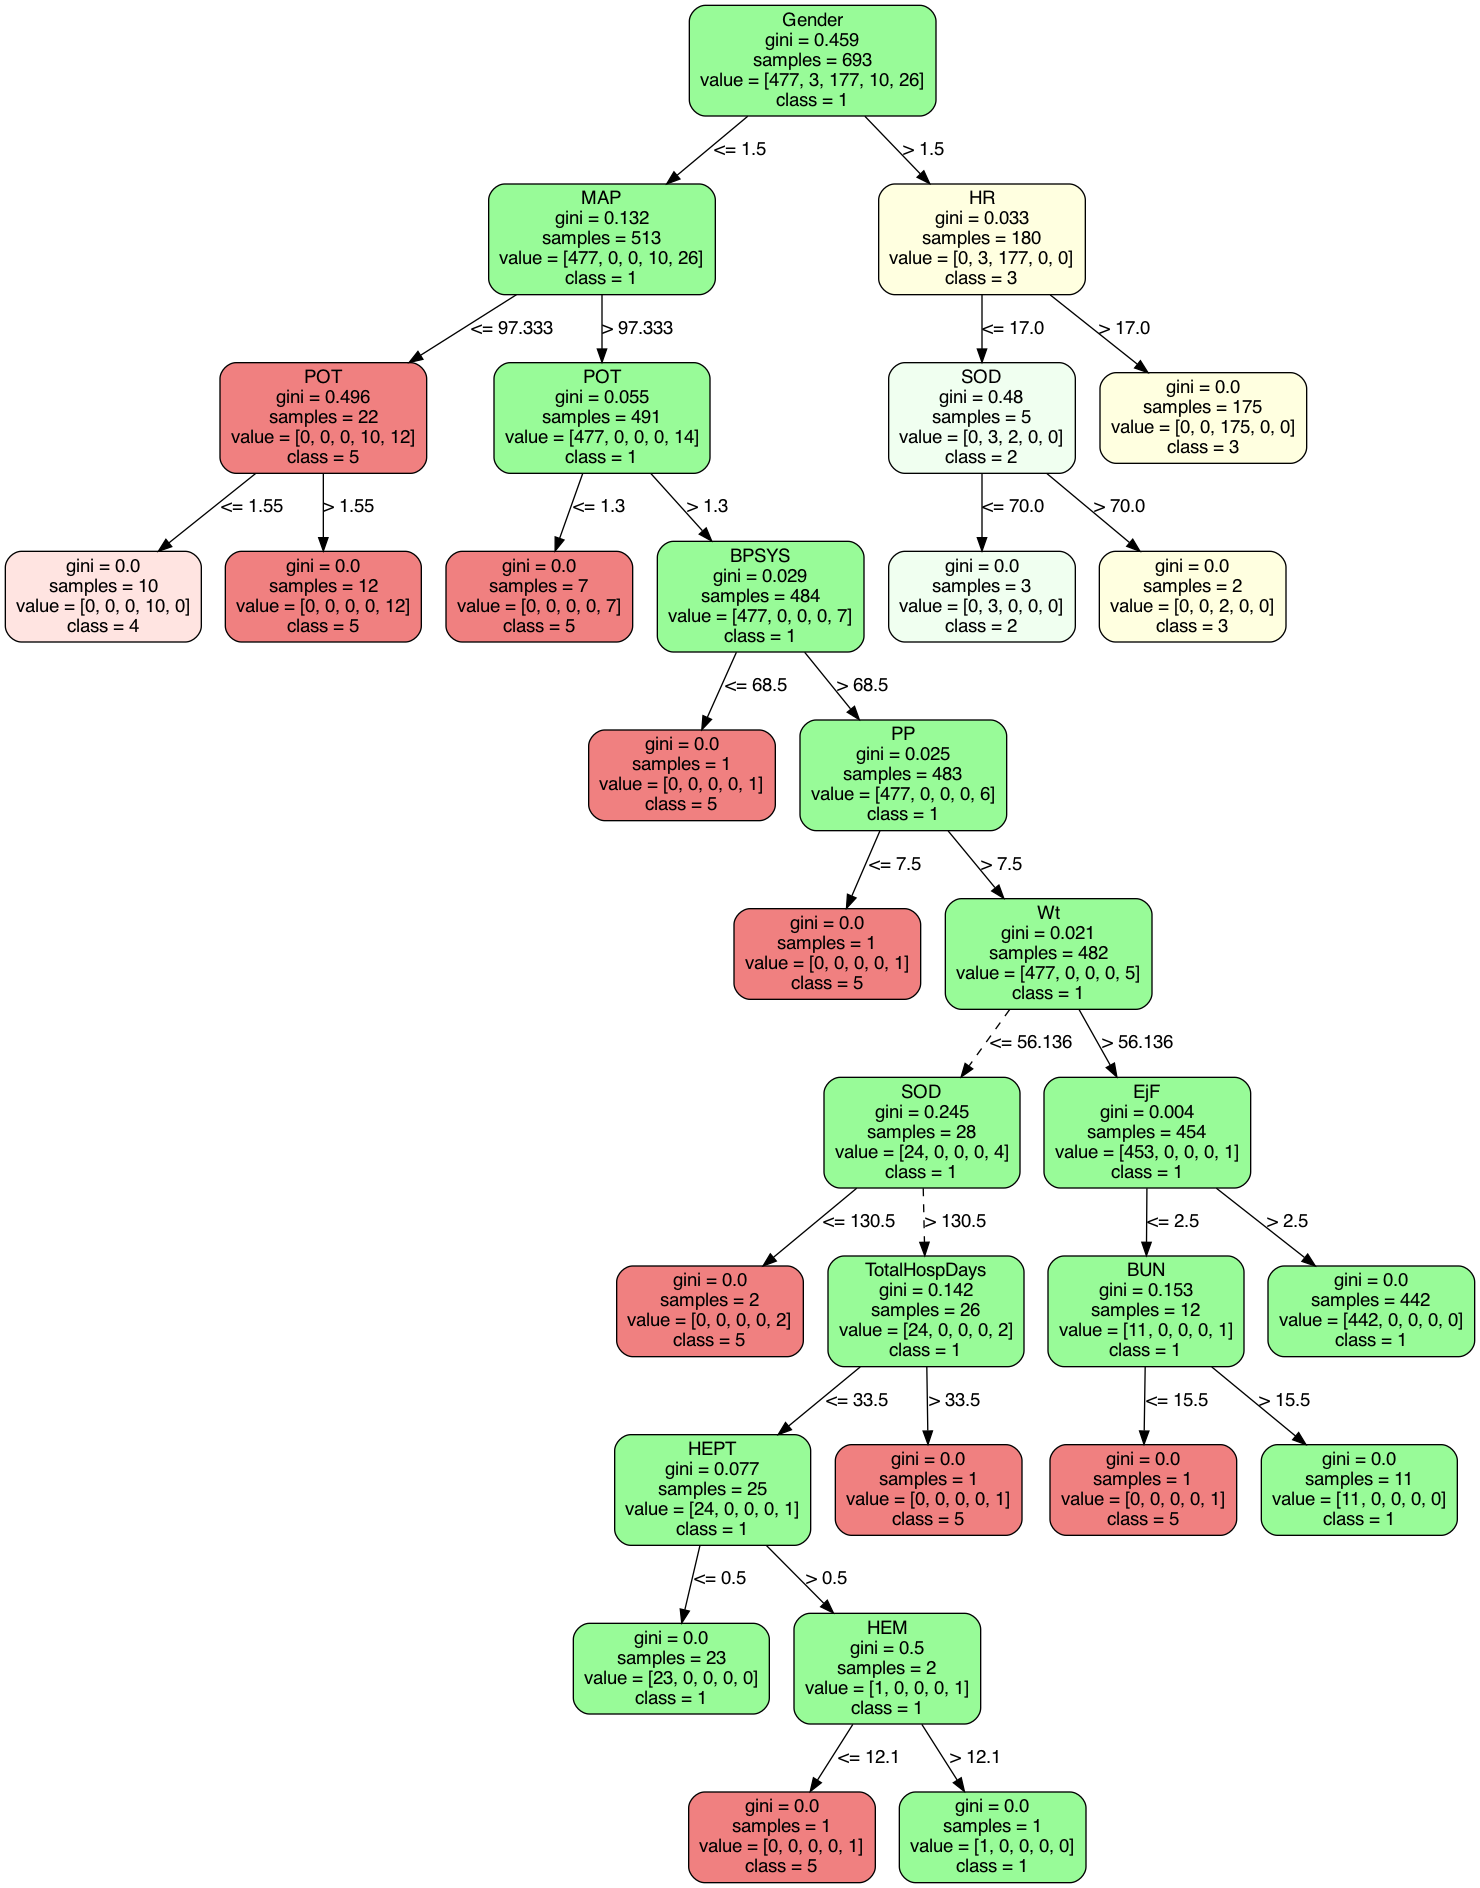 Gender
gini = 0.459
samples = 693
value = [477, 3, 177, 10, 26]
class = 1
<= 1.5
> 1.5
MAP
gini = 0.132
samples = 513
value = [477, 0, 0, 10, 26]
class = 1
HR
gini = 0.033
samples = 180
value = [0, 3, 177, 0, 0]
class = 3
<= 97.333
> 97.333
<= 17.0
> 17.0
POT
gini = 0.496
samples = 22
value = [0, 0, 0, 10, 12]
class = 5
POT
gini = 0.055
samples = 491
value = [477, 0, 0, 0, 14]
class = 1
SOD
gini = 0.48
samples = 5
value = [0, 3, 2, 0, 0]
class = 2
gini = 0.0
samples = 175
value = [0, 0, 175, 0, 0]
class = 3
<= 1.55
> 1.55
<= 1.3
> 1.3
<= 70.0
> 70.0
gini = 0.0
samples = 10
value = [0, 0, 0, 10, 0]
class = 4
gini = 0.0
samples = 12
value = [0, 0, 0, 0, 12]
class = 5
gini = 0.0
samples = 7
value = [0, 0, 0, 0, 7]
class = 5
BPSYS
gini = 0.029
samples = 484
value = [477, 0, 0, 0, 7]
class = 1
gini = 0.0
samples = 3
value = [0, 3, 0, 0, 0]
class = 2
gini = 0.0
samples = 2
value = [0, 0, 2, 0, 0]
class = 3
<= 68.5
> 68.5
gini = 0.0
samples = 1
value = [0, 0, 0, 0, 1]
class = 5
PP
gini = 0.025
samples = 483
value = [477, 0, 0, 0, 6]
class = 1
<= 7.5
> 7.5
gini = 0.0
samples = 1
value = [0, 0, 0, 0, 1]
class = 5
Wt
gini = 0.021
samples = 482
value = [477, 0, 0, 0, 5]
class = 1
<= 56.136
> 56.136
SOD
gini = 0.245
samples = 28
value = [24, 0, 0, 0, 4]
class = 1
EjF
gini = 0.004
samples = 454
value = [453, 0, 0, 0, 1]
class = 1
<= 130.5
> 130.5
<= 2.5
> 2.5
gini = 0.0
samples = 2
value = [0, 0, 0, 0, 2]
class = 5
TotalHospDays
gini = 0.142
samples = 26
value = [24, 0, 0, 0, 2]
class = 1
BUN
gini = 0.153
samples = 12
value = [11, 0, 0, 0, 1]
class = 1
gini = 0.0
samples = 442
value = [442, 0, 0, 0, 0]
class = 1
<= 33.5
> 33.5
<= 15.5
> 15.5
HEPT
gini = 0.077
samples = 25
value = [24, 0, 0, 0, 1]
class = 1
gini = 0.0
samples = 1
value = [0, 0, 0, 0, 1]
class = 5
gini = 0.0
samples = 1
value = [0, 0, 0, 0, 1]
class = 5
gini = 0.0
samples = 11
value = [11, 0, 0, 0, 0]
class = 1
<= 0.5
> 0.5
gini = 0.0
samples = 23
value = [23, 0, 0, 0, 0]
class = 1
HEM
gini = 0.5
samples = 2
value = [1, 0, 0, 0, 1]
class = 1
<= 12.1
> 12.1
gini = 0.0
samples = 1
value = [0, 0, 0, 0, 1]
class = 5
gini = 0.0
samples = 1
value = [1, 0, 0, 0, 0]
class = 1